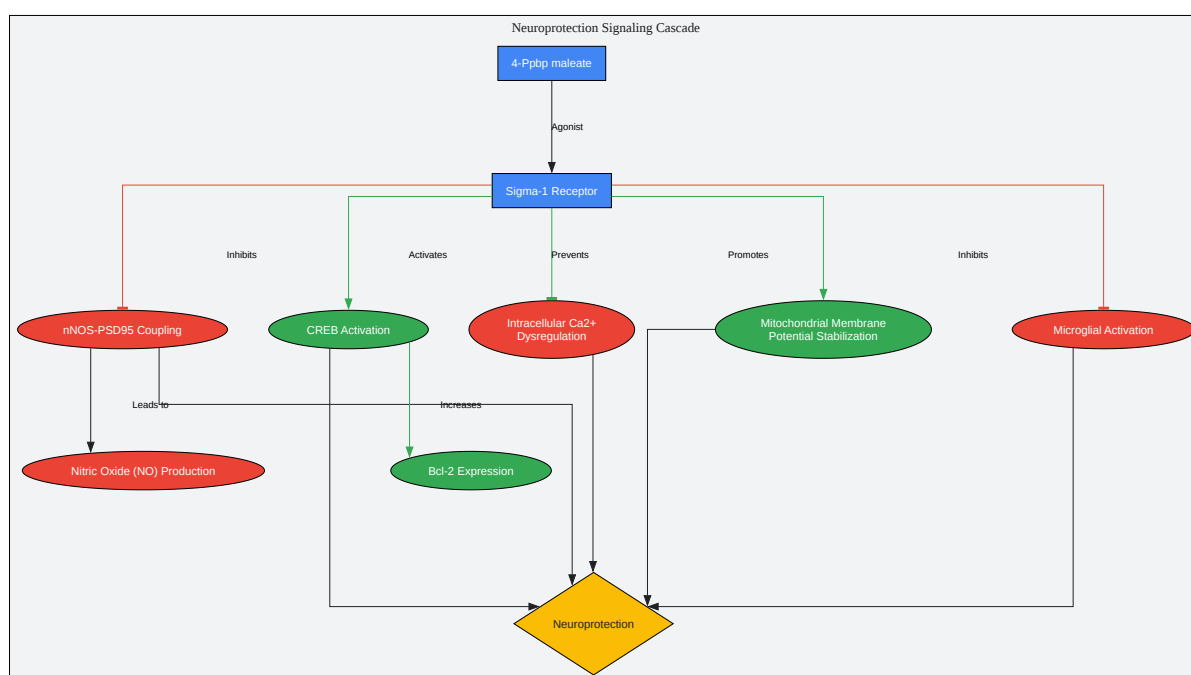 Neuroprotection Signaling Cascade
4-Ppbp maleate
Agonist
Sigma-1 Receptor
Inhibits
Activates
Prevents
Promotes
Inhibits
nNOS-PSD95 Coupling
CREB Activation
Intracellular Ca2+
Dysregulation
Mitochondrial Membrane
Potential Stabilization
Microglial Activation
Leads to
Increases
Nitric Oxide (NO) Production
Bcl-2 Expression
Neuroprotection